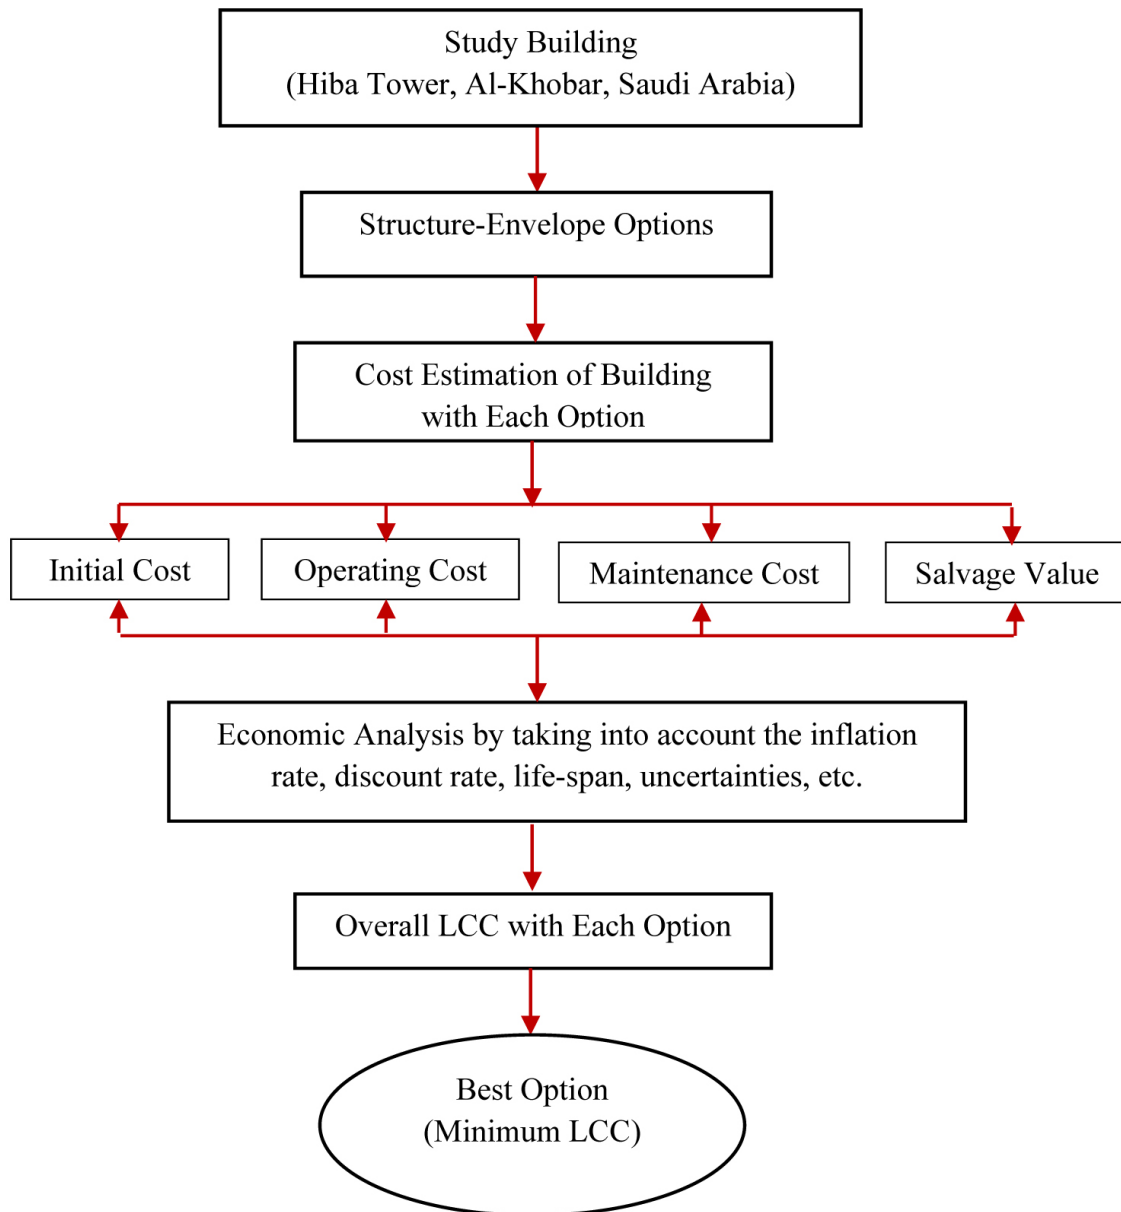 Study Building
(Hiba Tower, Al-Khobar, Saudi Arabia)
Structure-Envelope Options
Cost Estimation of Building
with Each Option
Initial Cost
Operating Cost
Maintenance Cost
Salvage Value
Economic Analysis by taking into account the inflation
rate, discount rate, life-span, uncertainties, etc.
Overall LCC with Each Option
Best Option
(Minimum LCC)